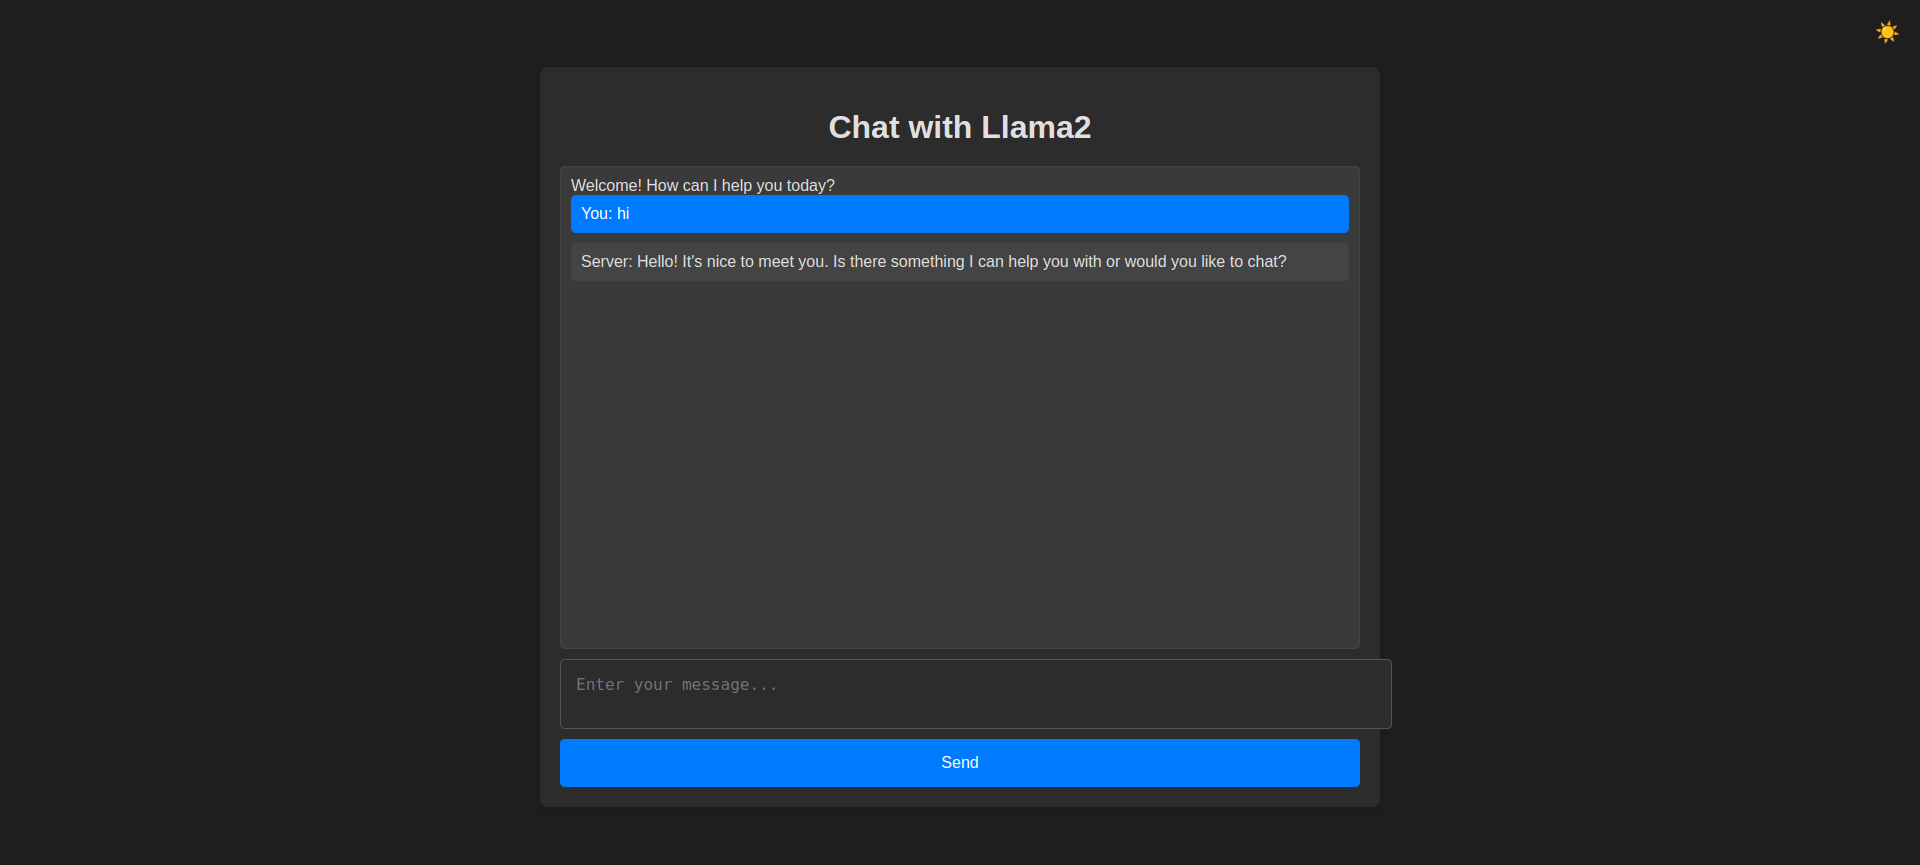 Chat with Llama2
Welcome! How can I help you today?
You: hi
Server: Hello! It's nice to meet you. Is there something I can help you with or would you like to chat?
Enter your message...
Send